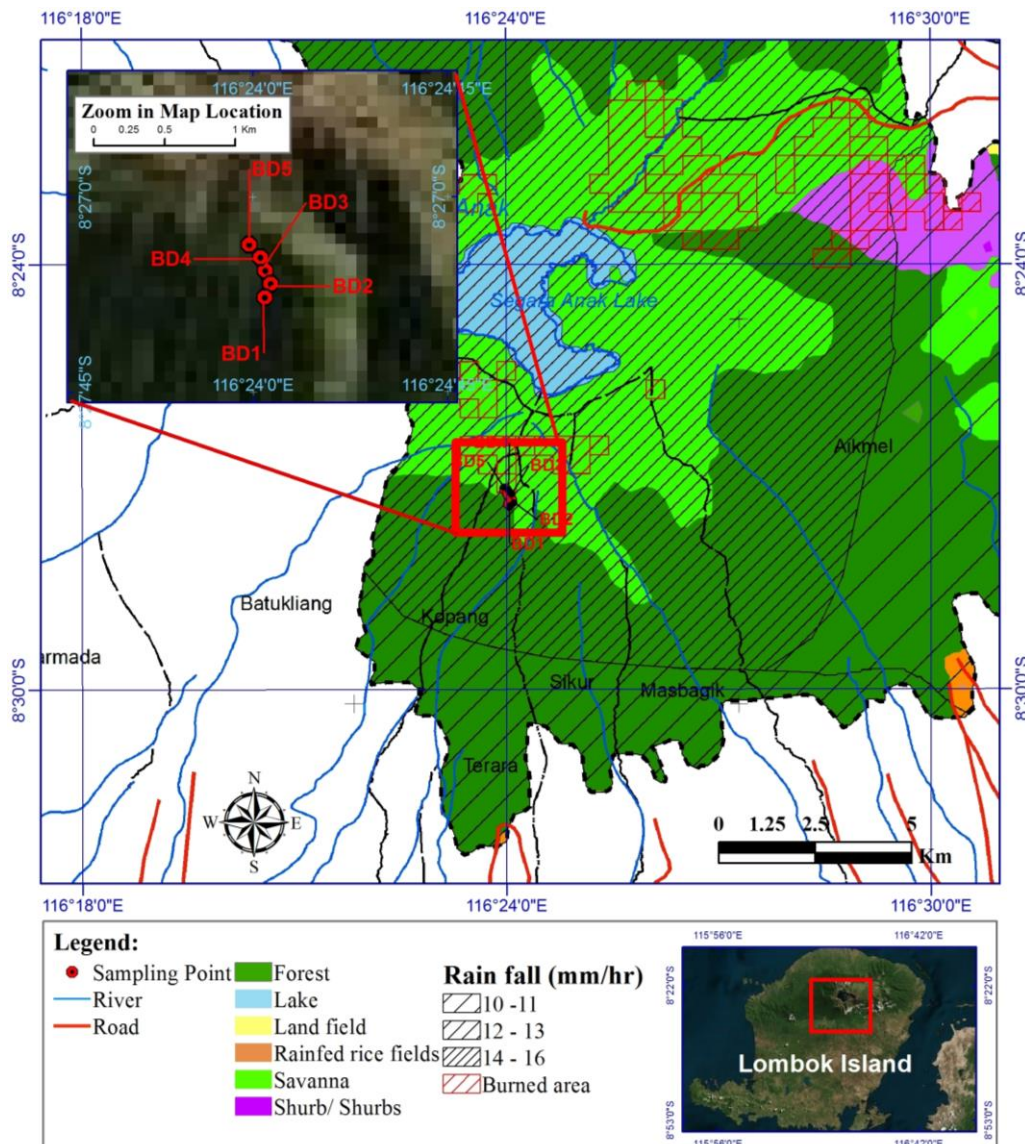 116°18'0"E 116°24'0"E 116°30'0"E
116°24'0"E 116°24'45"E
Zoom in Map Location
0 0.25 0.5 1 Km
BD5
BD3
8°27'0"S 8°27'0"S
BD4
BD2
BD1
116°24'0"E
Anak
8°24'0"S 8°24'0"S
Segara Anak Lake
Aikmel
BD5
BD2
BD1
Batukliang
Kopang
armada
Sikur
Masbagik
8°30'0"S 8°30'0"S
Terara
N
W E
S
0 1.25 2.5 5
Km
116°18'0"E 116°24'0"E 116°30'0"E
Legend:
Sampling Point
River
Road
Forest
Lake
Land field
Rainfed rice fields
Savanna
Shurb/ Shurbs
Rain fall (mm/hr)
10 -11
12 - 13
14 - 16
Burned area
115°56'0"E 116°42'0"E
8°22'0"S 8°22'0"S
Lombok Island
8°53'0"S 8°53'0"S
115°56'0"E 116°42'0"E